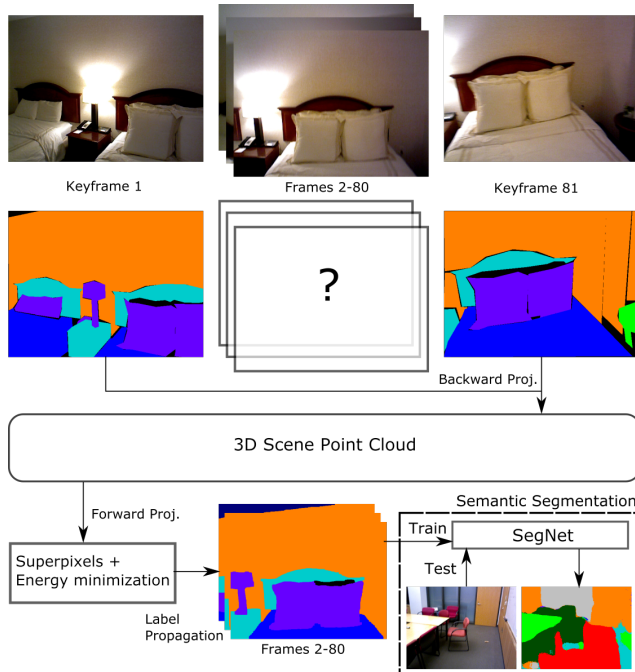 Keyframe 1
Frames 2-80
Keyframe 81
?
Backward Proj.
3D Scene Point Cloud
Forward Proj.
Semantic Segmentation
Superpixels +
Energy minimization
Label
Propagation
Frames 2-80
Train
SegNet
Test